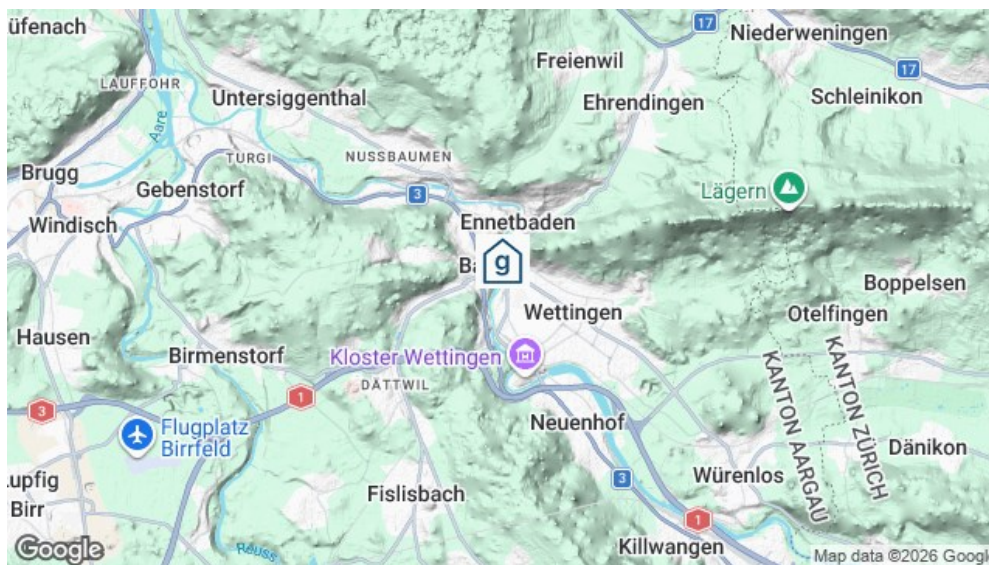 üfenach
17
Niederweningen
Freienwil
17
LAUFFOHR
Untersiggenthal
Ehrendingen
Schleinikon
Aare
TURGI
NUSSBAUMEN
Brugg
Gebenstorf
3
Lägern
Windisch
Ennetbaden
Ba
g
Boppelsen
Wettingen
Otelfingen
Hausen
Birmenstorf
Kloster Wettingen
DÄTTWIL
KANTON AARGAU
KANTON ZÜRICH
1
3
Flugplatz
Birrfeld
Neuenhof
Dänikon
Würenlos
Lupfig
Birr
Fislisbach
3
1
Reuss
Killwangen
Google
Map data ©2026 Google